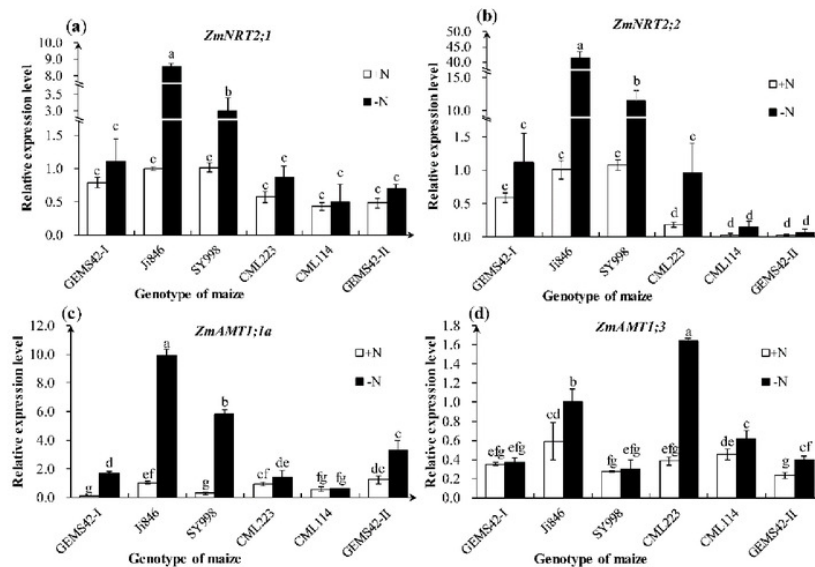 (a)
ZmNRT2;1
Relative expression level
10.0
9.0
8.0
3.0
1.5
1.0
0.5
0.0
+N
-N
c c c a c b c c c c c c
GEMS42-I Ji846 SY998 CML223 CML114 GEMS42-II
Genotype of maize
(b)
ZmNRT2;2
Relative expression level
50.0
45.0
40.0
15.0
10.0
1.5
1.0
0.5
0.0
+N
-N
c c c a c b d c d d d d
GEMS42-I Ji846 SY998 CML223 CML114 GEMS42-II
Genotype of maize
(c)
ZmAMT1;1a
Relative expression level
12.0
10.0
8.0
6.0
4.0
2.0
0.0
+N
-N
g d ef a g b ef de fg fg de c
GEMS42-I Ji846 SY998 CML223 CML114 GEMS42-II
Genotype of maize
(d)
ZmAMT1;3
Relative expression level
1.8
1.6
1.4
1.2
1.0
0.8
0.6
0.4
0.2
0.0
+N
-N
efg efg cd b fg efg efg a de c g ef
GEMS42-I Ji846 SY998 CML223 CML114 GEMS42-II
Genotype of maize